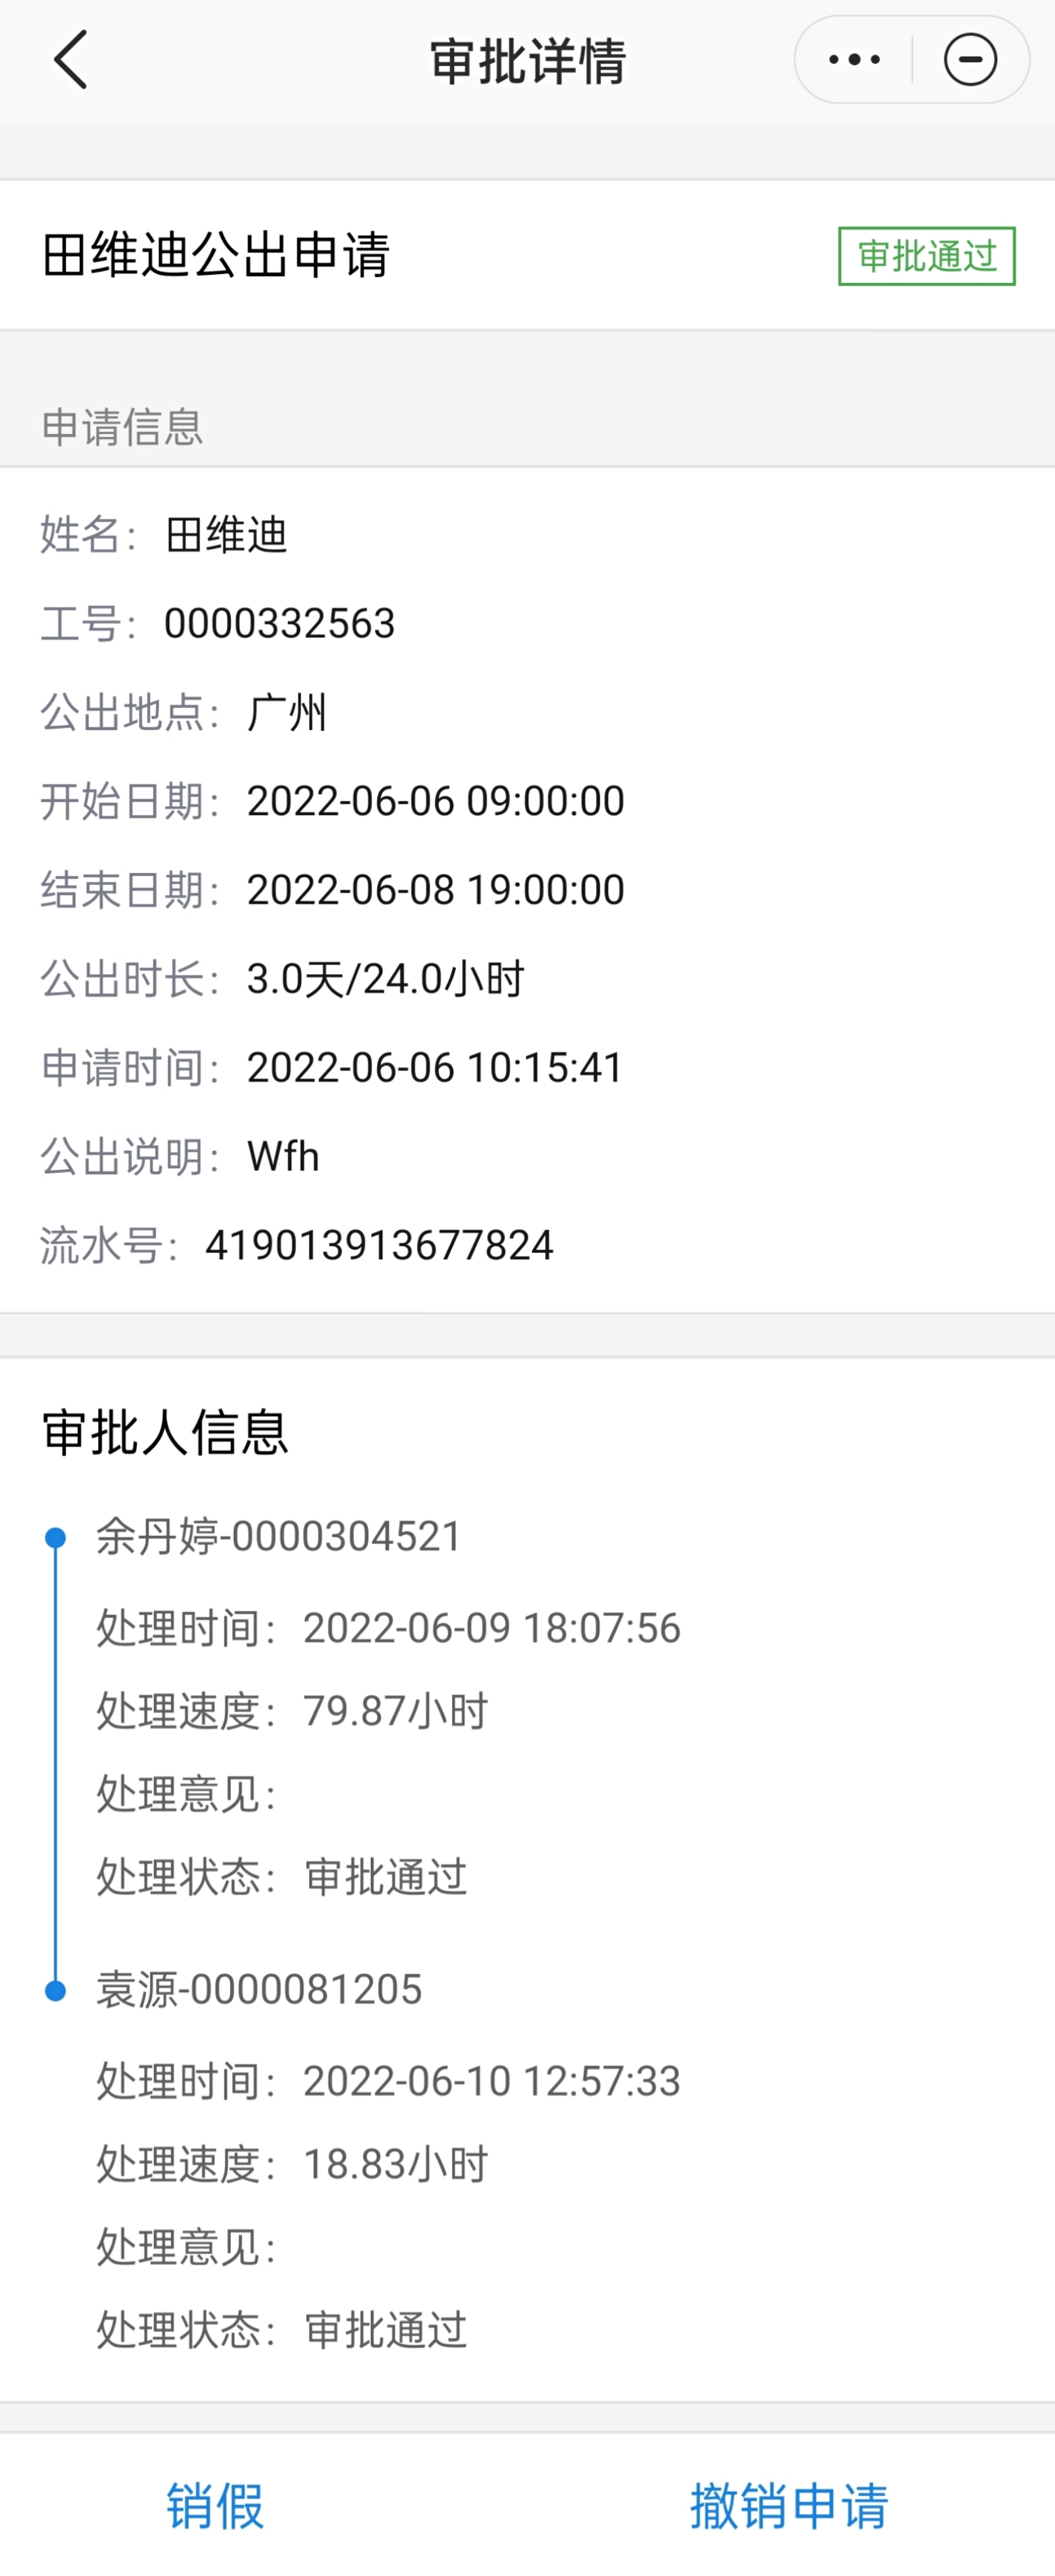 审批详情
田维迪公出申请
审批通过
申请信息
姓名： 田维迪
工号： 0000332563
公出地点： 广州
开始日期： 2022-06-06 09:00:00
结束日期： 2022-06-08 19:00:00
公出时长： 3.0天/24.0小时
申请时间： 2022-06-06 10:15:41
公出说明： Wfh
流水号： 419013913677824
审批人信息
余丹婷-0000304521
处理时间： 2022-06-09 18:07:56
处理速度： 79.87小时
处理意见：
处理状态： 审批通过
袁源-0000081205
处理时间： 2022-06-10 12:57:33
处理速度： 18.83小时
处理意见：
处理状态： 审批通过
销假
撤销申请